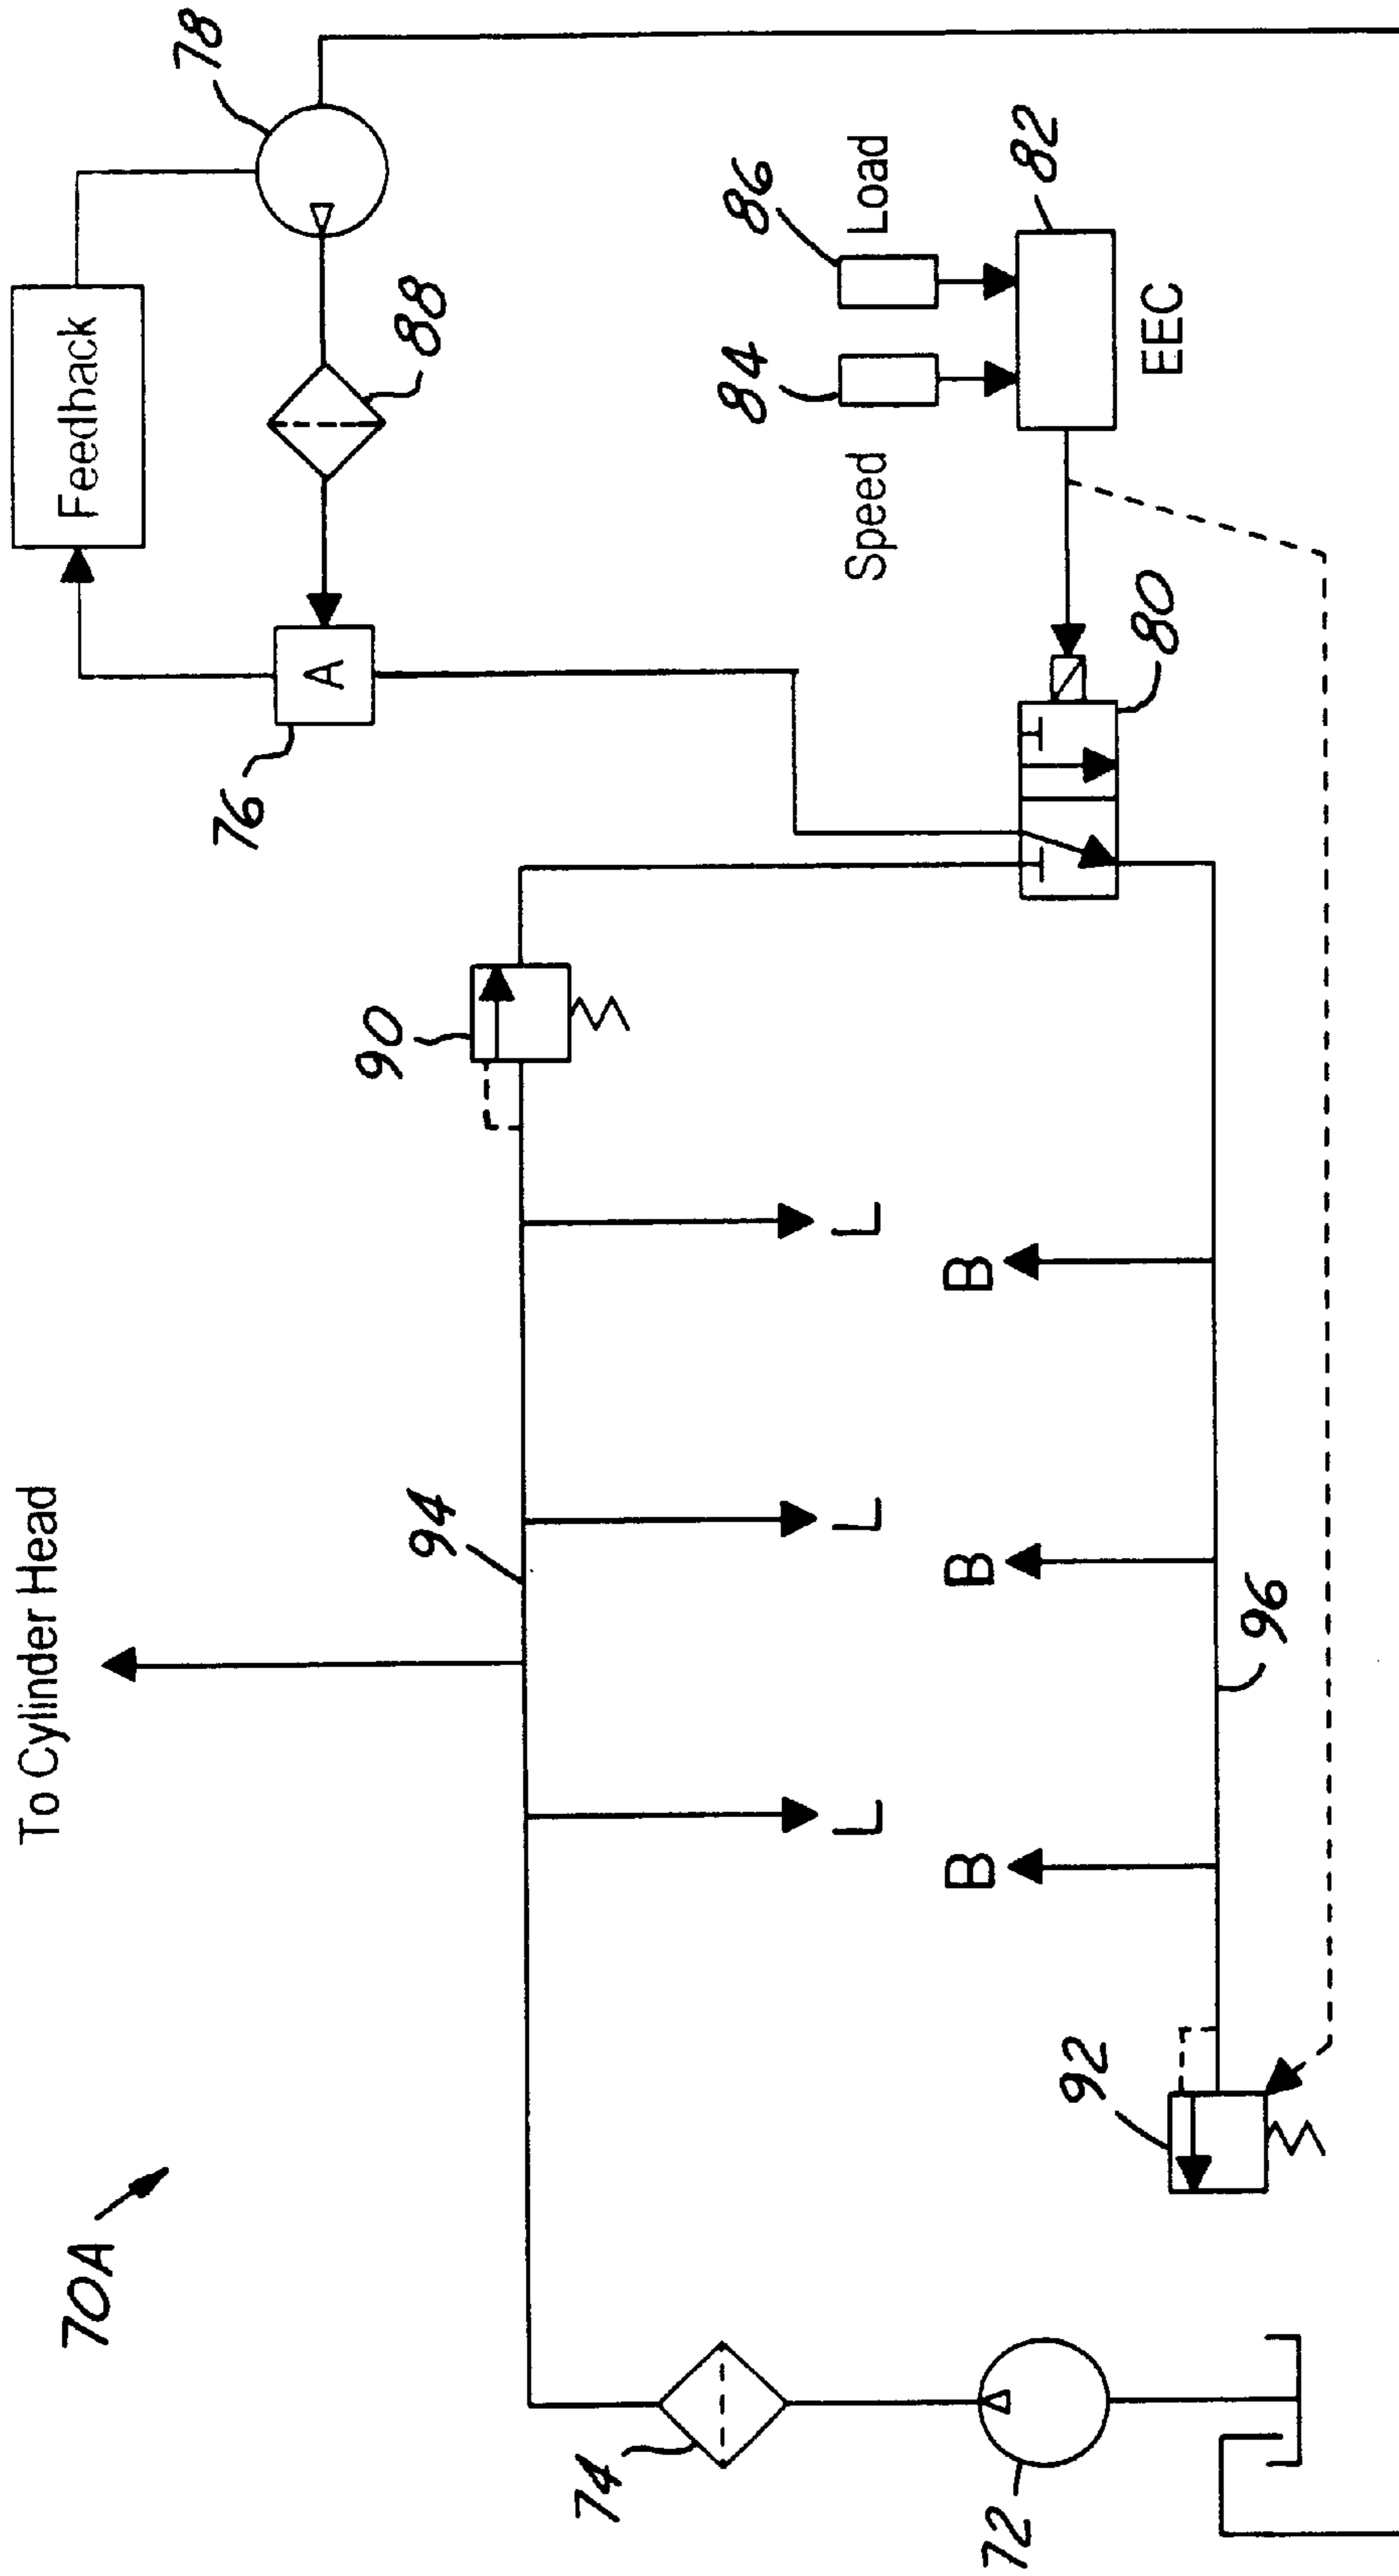 70A
To Cylinder Head
Feedback
78
76
A
88
90
94
L
L
L
84
86
Speed
Load
82
EEC
80
B
B
B
74
92
96
72